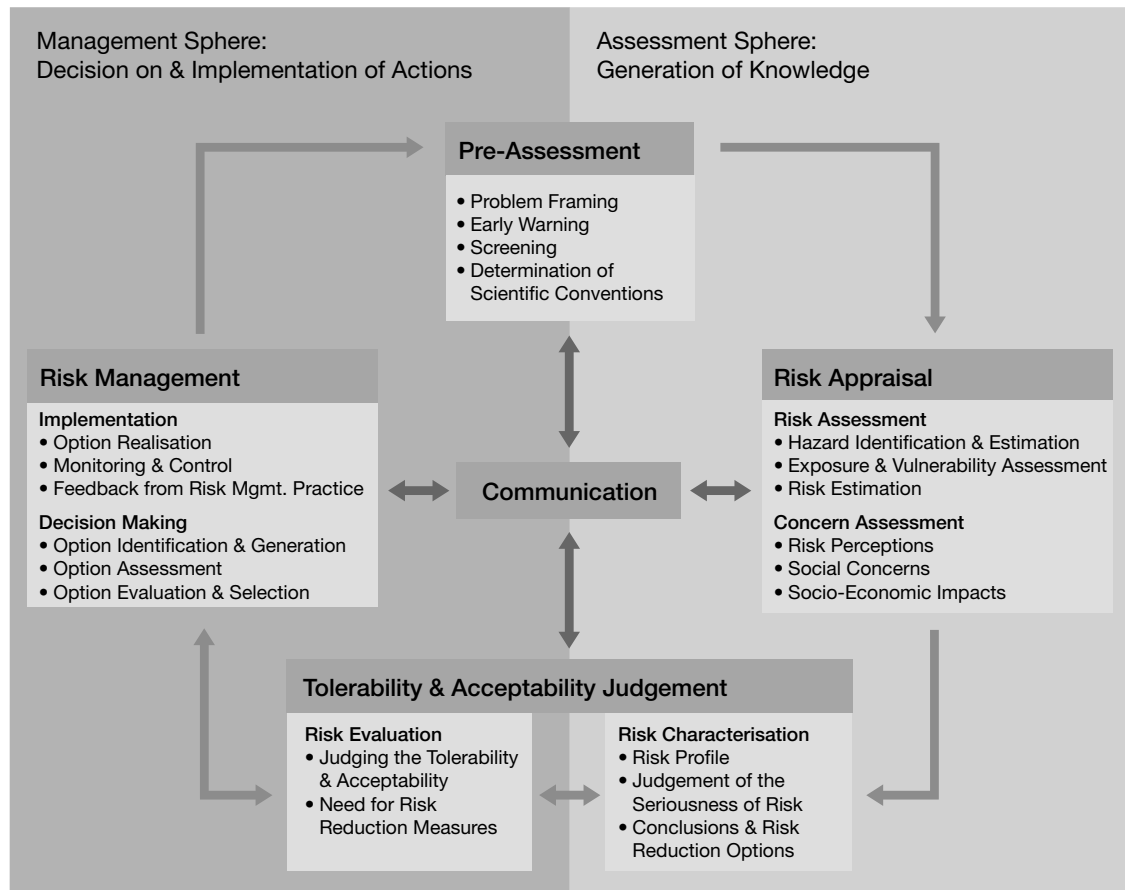 Management Sphere:
Decision on & Implementation of Actions
Assessment Sphere:
Generation of Knowledge
Pre-Assessment
• Problem Framing
• Early Warning
• Screening
• Determination of
Scientific Conventions
Risk Management
Implementation
• Option Realisation
• Monitoring & Control
• Feedback from Risk Mgmt. Practice
Decision Making
• Option Identification & Generation
• Option Assessment
• Option Evaluation & Selection
Communication
Risk Appraisal
Risk Assessment
• Hazard Identification & Estimation
• Exposure & Vulnerability Assessment
• Risk Estimation
Concern Assessment
• Risk Perceptions
• Social Concerns
• Socio-Economic Impacts
Tolerability & Acceptability Judgement
Risk Evaluation
• Judging the Tolerability
& Acceptability
• Need for Risk
Reduction Measures
Risk Characterisation
• Risk Profile
• Judgement of the
Seriousness of Risk
• Conclusions & Risk
Reduction Options